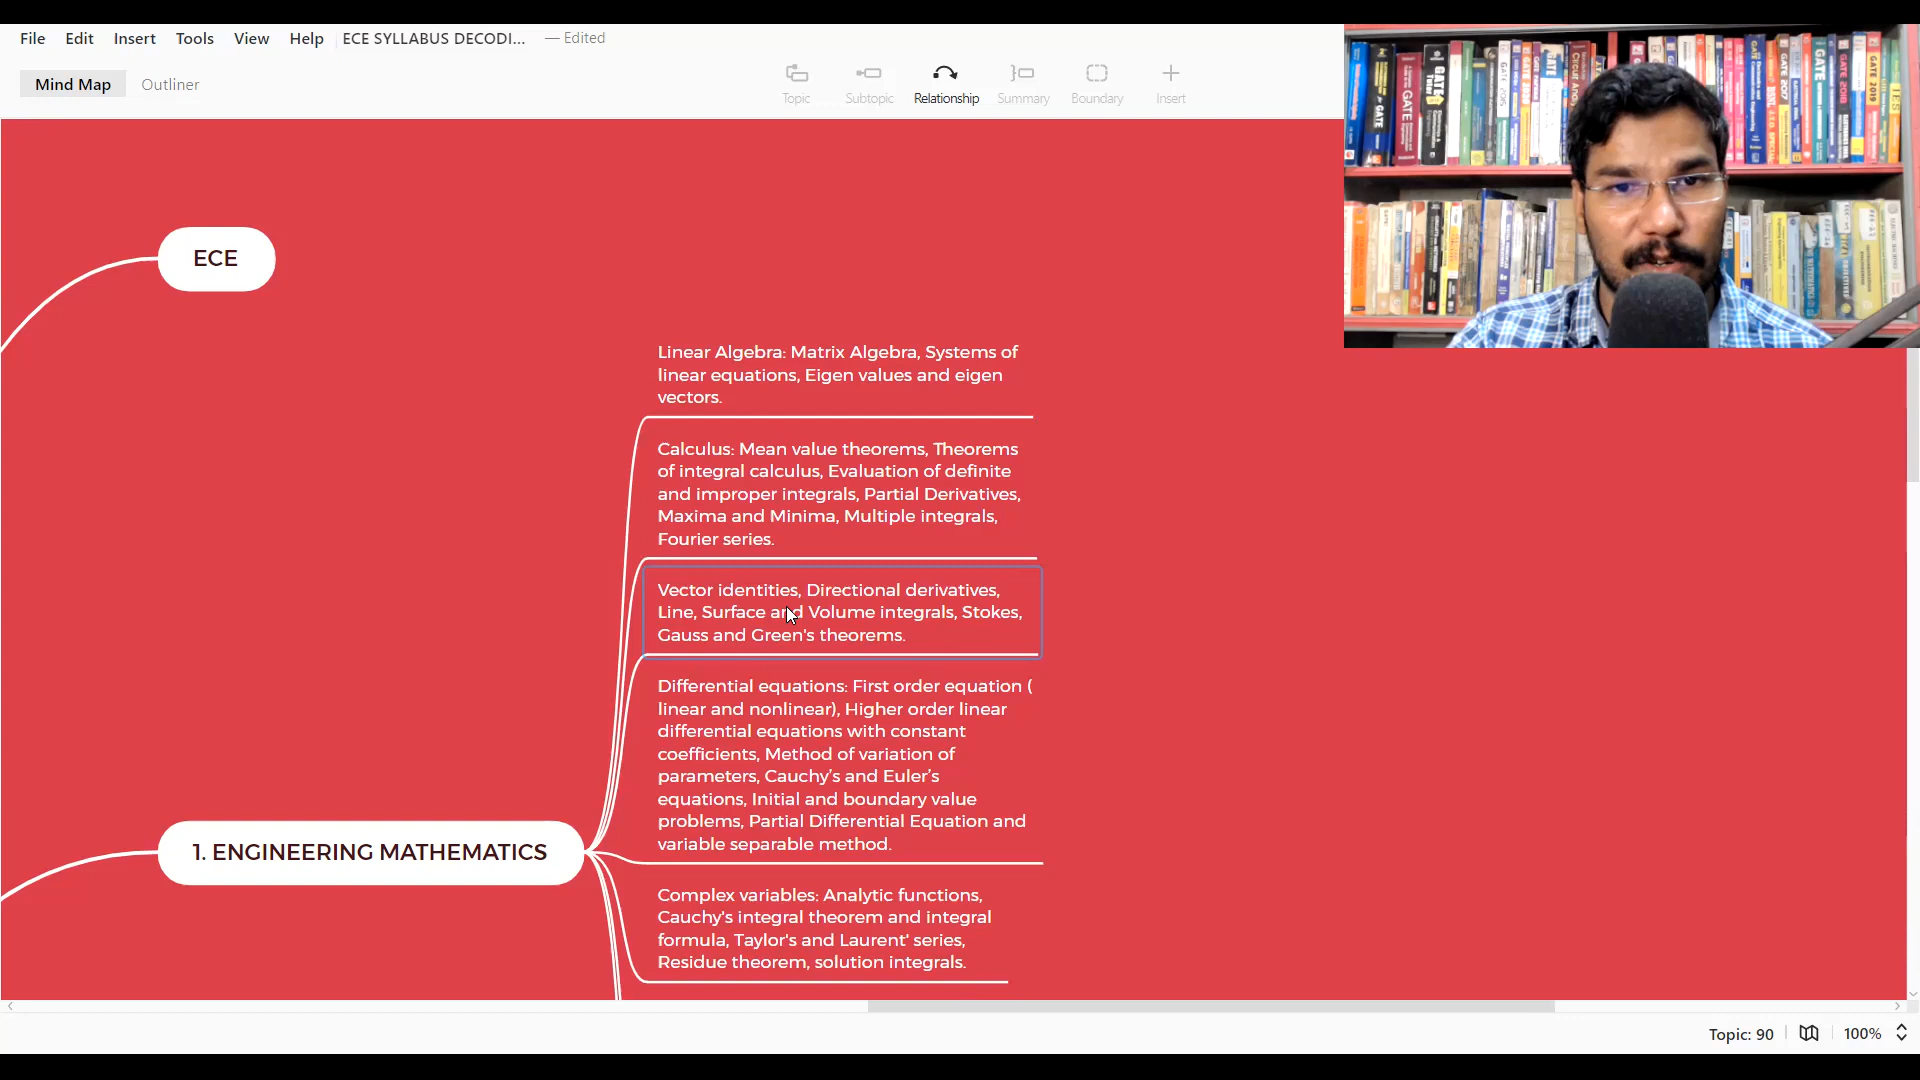 File Edit Insert Tools View Help ECE SYLLABUS DECODI... — Edited
Mind Map Outliner
Topic Subtopic Relationship Summary Boundary Insert
ECE
Linear Algebra: Matrix Algebra, Systems of
linear equations, Eigen values and eigen
vectors.
Calculus: Mean value theorems, Theorems
of integral calculus, Evaluation of definite
and improper integrals, Partial Derivatives,
Maxima and Minima, Multiple integrals,
Fourier series.
Vector identities, Directional derivatives,
Line, Surface and Volume integrals, Stokes,
Gauss and Green's theorems.
Differential equations: First order equation (
linear and nonlinear), Higher order linear
differential equations with constant
coefficients, Method of variation of
parameters, Cauchy’s and Euler’s
equations, Initial and boundary value
problems, Partial Differential Equation and
variable separable method.
1. ENGINEERING MATHEMATICS
Complex variables: Analytic functions,
Cauchy's integral theorem and integral
formula, Taylor's and Laurent' series,
Residue theorem, solution integrals.
Topic: 90
100%
GATE
GATE
GATE
GATE
GATE 2019